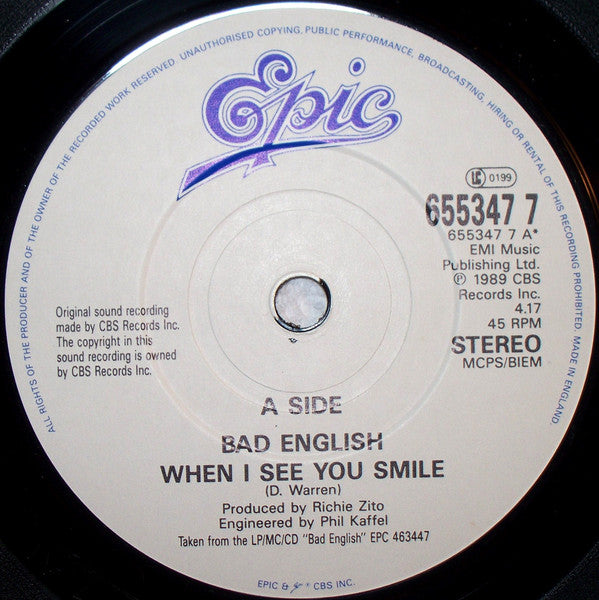 ALL RIGHTS OF THE PRODUCER AND OF THE OWNER OF THE RECORDED WORK RESERVED. UNAUTHORISED COPYING, PUBLIC PERFORMANCE, BROADCASTING, HIRING OR RENTAL OF THIS RECORDING PROHIBITED. MADE IN ENGLAND.
Epic
LC 0199
655347 7
655347 7 A*
EMI Music
Publishing Ltd.
℗ 1989 CBS
Records Inc.
4.17
45 RPM
STEREO
MCPS/BIEM
Original sound recording
made by CBS Records Inc.
The copyright in this
sound recording is owned
by CBS Records Inc.
A SIDE
BAD ENGLISH
WHEN I SEE YOU SMILE
(D. Warren)
Produced by Richie Zito
Engineered by Phil Kaffel
Taken from the LP/MC/CD "Bad English" EPC 463447
EPIC & CBS INC.